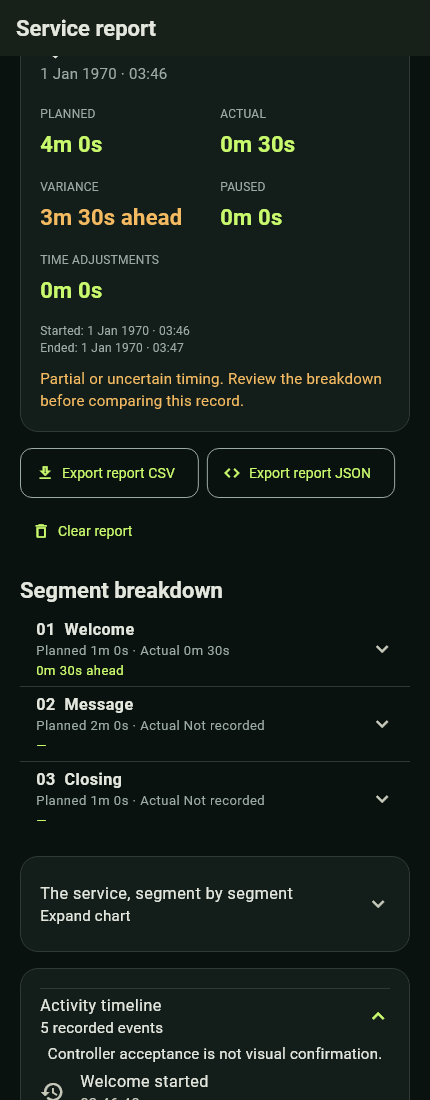 Service report
1 Jan 1970 · 03:46
PLANNED
ACTUAL
4m 0s
0m 30s
VARIANCE
PAUSED
3m 30s ahead
0m 0s
TIME ADJUSTMENTS
0m 0s
Started: 1 Jan 1970 · 03:46
Ended: 1 Jan 1970 · 03:47
Partial or uncertain timing. Review the breakdown
before comparing this record.
Export report CSV
Export report JSON
Clear report
Segment breakdown
01 Welcome
Planned 1m 0s · Actual 0m 30s
0m 30s ahead
02 Message
Planned 2m 0s · Actual Not recorded
—
03 Closing
Planned 1m 0s · Actual Not recorded
—
The service, segment by segment
Expand chart
Activity timeline
5 recorded events
Controller acceptance is not visual confirmation.
Welcome started